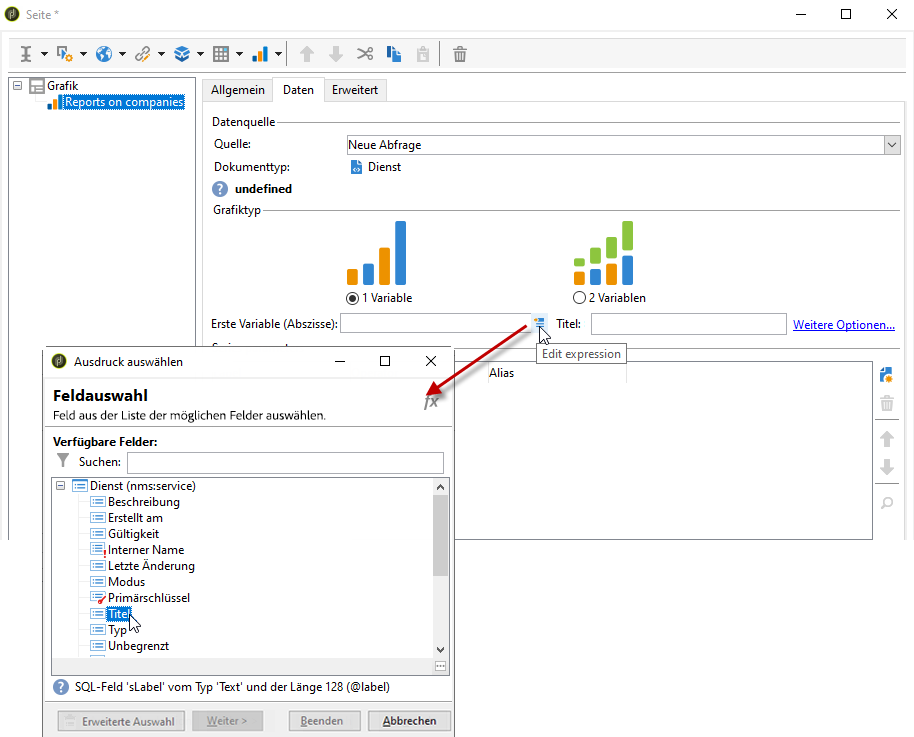 Seite *
Grafik
Reports on companies
Allgemein
Daten
Erweitert
Datenquelle
Quelle:
Neue Abfrage
Dokumenttyp:
Dienst
undefined
Grafiktyp
1 Variable
2 Variablen
Erste Variable (Abszisse):
Titel:
Weitere Optionen...
Edit expression
Alias
Ausdruck auswählen
Feldauswahl
Feld aus der Liste der möglichen Felder auswählen.
fx
Verfügbare Felder:
Suchen:
Dienst (nms:service)
Beschreibung
Erstellt am
Gültigkeit
Interner Name
Letzte Änderung
Modus
Primärschlüssel
Titel
Typ
Unbegrenzt
SQL-Feld 'sLabel' vom Typ 'Text' und der Länge 128 (@label)
Erweiterte Auswahl
Weiter >
Beenden
Abbrechen